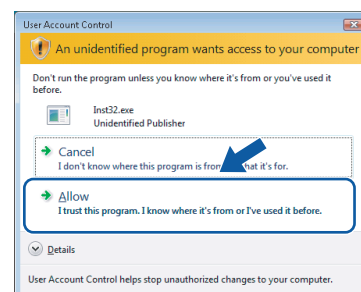 User Account Control
An unidentified program wants access to your computer
Don't run the program unless you know where it's from or you've used it
before.
Inst32.exe
Unidentified Publisher
Cancel
I don't know where this program is from what it's for.
Allow
I trust this program. I know where it's from or I've used it before.
Details
User Account Control helps stop unauthorized changes to your computer.